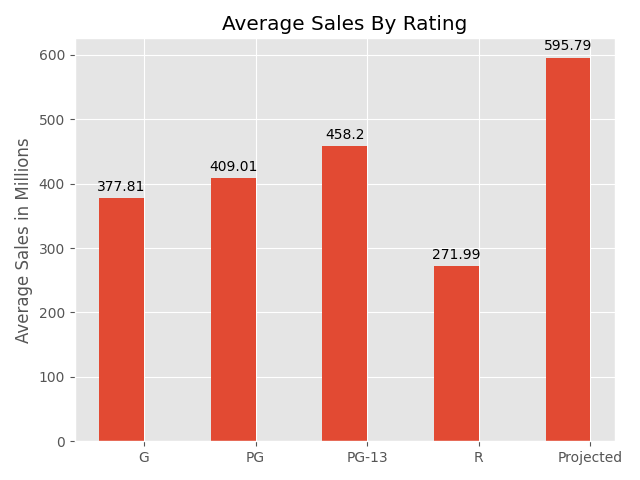 Average Sales By Rating
Average Sales in Millions
600
500
400
300
200
100
0
377.81
409.01
458.2
271.99
595.79
G
PG
PG-13
R
Projected